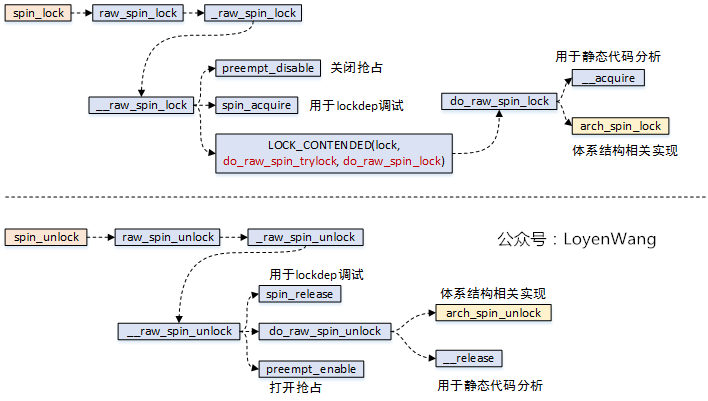 spin_lock
raw_spin_lock
_raw_spin_lock
preempt_disable
关闭抢占
用于静态代码分析
__acquire
__raw_spin_lock
spin_acquire
用于lockdep调试
do_raw_spin_lock
arch_spin_lock
体系结构相关实现
LOCK_CONTENDED(lock,
do_raw_spin_trylock, do_raw_spin_lock)
spin_unlock
raw_spin_unlock
_raw_spin_unlock
公众号：LoyenWang
用于lockdep调试
spin_release
体系结构相关实现
arch_spin_unlock
__raw_spin_unlock
do_raw_spin_unlock
__release
用于静态代码分析
preempt_enable
打开抢占